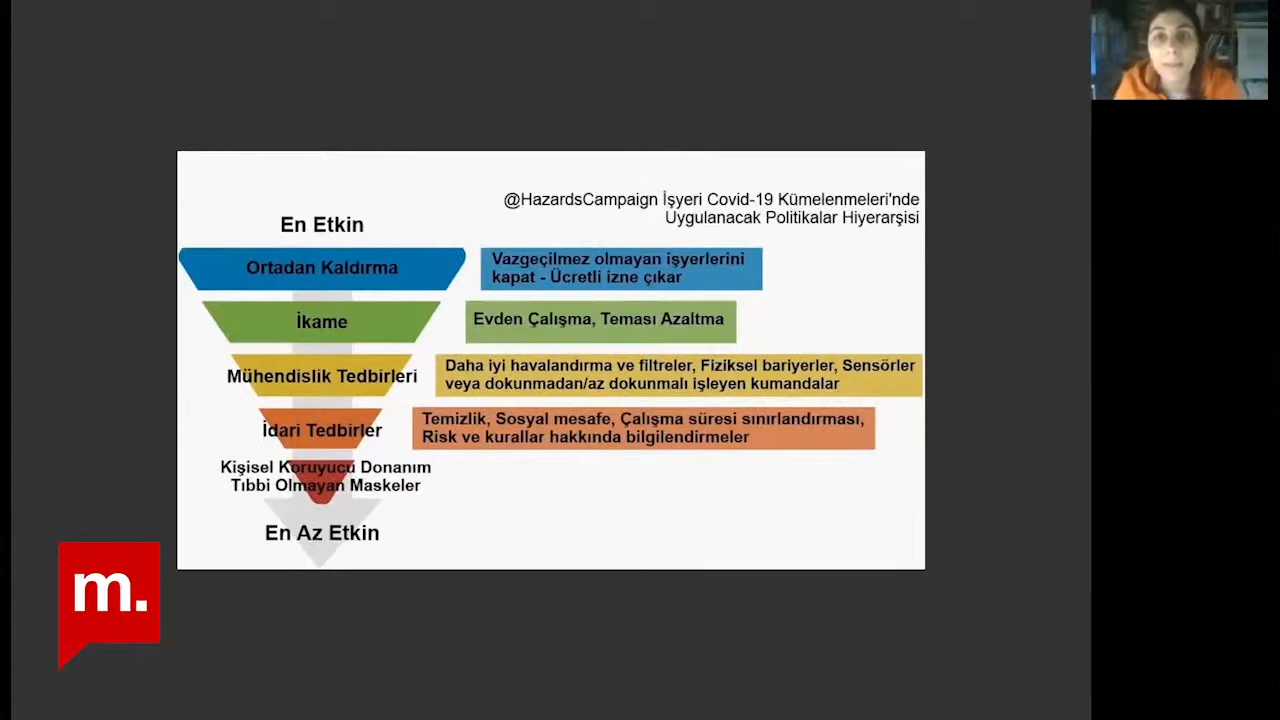 @HazardsCampaign İşyeri Covid-19 Kümelenmeleri'nde
Uygulanacak Politikalar Hiyerarşisi
En Etkin
Ortadan Kaldırma
Vazgeçilmez olmayan işyerlerini
kapat - Ücretli izne çıkar
İkame
Evden Çalışma, Teması Azaltma
Mühendislik Tedbirleri
Daha iyi havalandırma ve filtreler, Fiziksel bariyerler, Sensörler
veya dokunmadan/az dokunmalı işleyen kumandalar
İdari Tedbirler
Temizlik, Sosyal mesafe, Çalışma süresi sınırlandırması,
Risk ve kurallar hakkında bilgilendirmeler
Kişisel Koruyucu Donanım
Tıbbi Olmayan Maskeler
En Az Etkin
m.